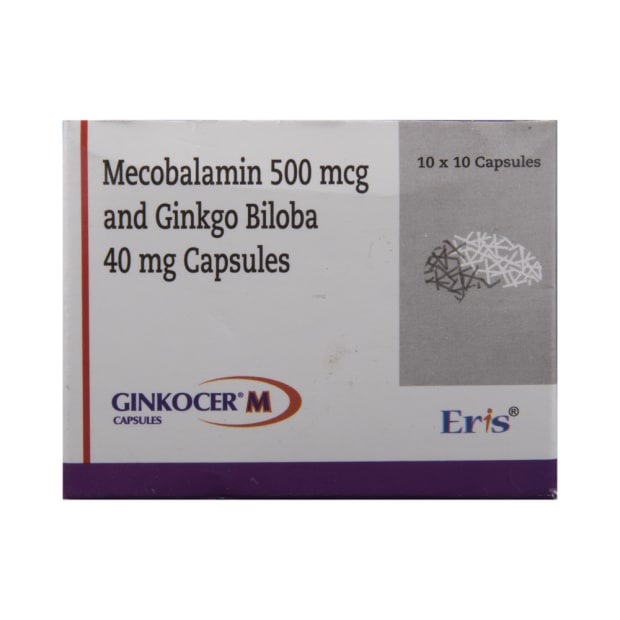 Mecobalamin 500 mcg
and Ginkgo Biloba
40 mg Capsules
10 x 10 Capsules
GINKOCER® M
CAPSULES
Eris®